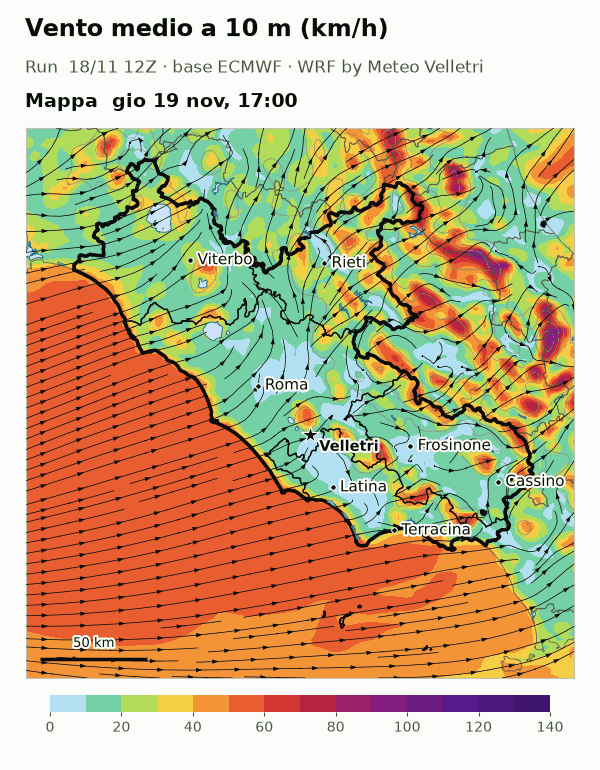 Vento medio a 10 m (km/h)
Run 18/11 12Z · base ECMWF · WRF by Meteo Velletri
Mappa gio 19 nov, 17:00
Viterbo
Rieti
Roma
Velletri
Frosinone
Latina
Cassino
Terracina
50 km
0 20 40 60 80 100 120 140